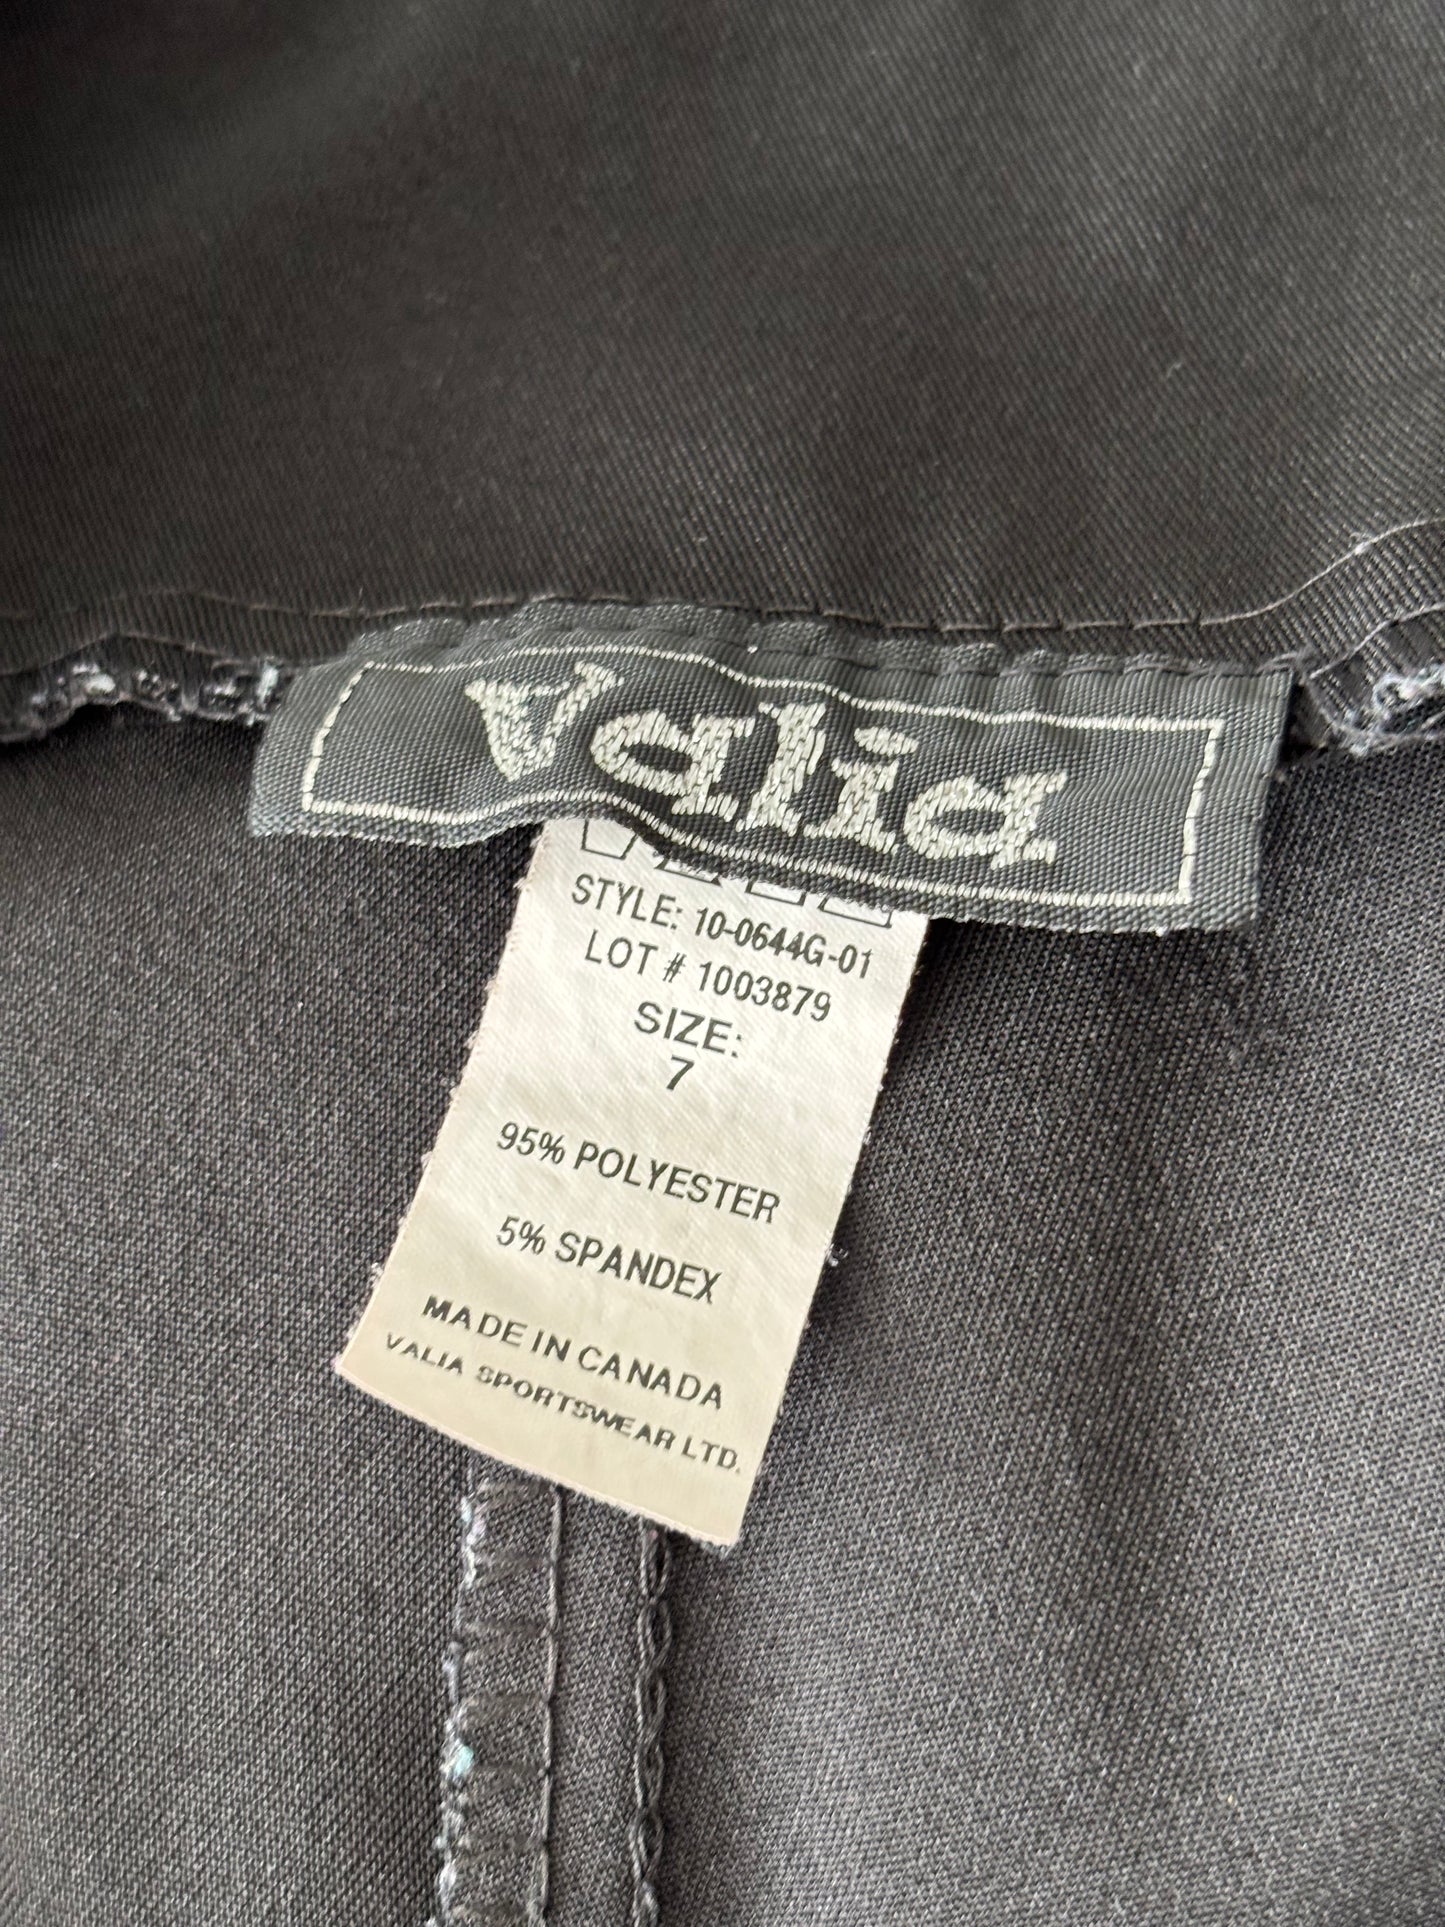 Valia
STYLE: 10-0644G-01
LOT # 1003879
SIZE:
7
95% POLYESTER
5% SPANDEX
MADE IN CANADA
VALIA SPORTSWEAR LTD.